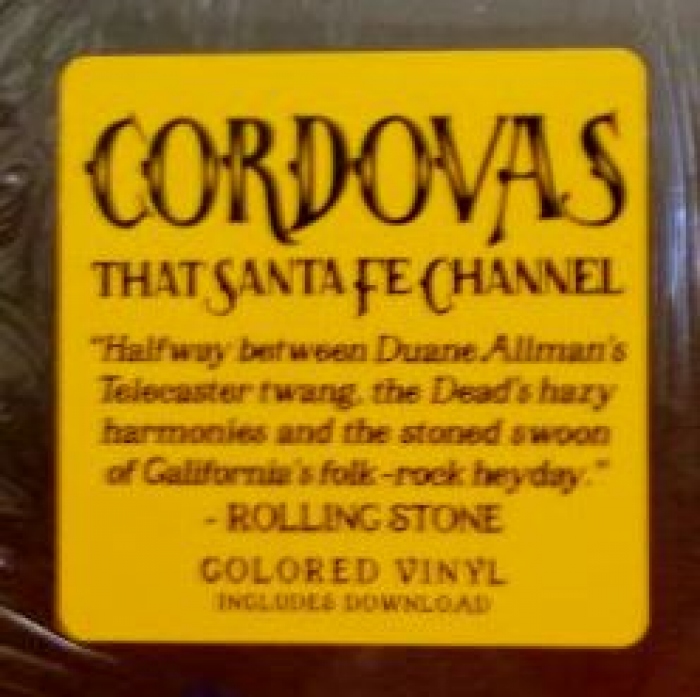 CORDOVAS
THAT SANTA FE CHANNEL
"Halfway between Duane Allman's
Telecaster twang, the Dead's hazy
harmonies and the stoned swoon
of California's folk-rock heyday."
- ROLLING STONE
COLORED VINYL
INCLUDES DOWNLOAD